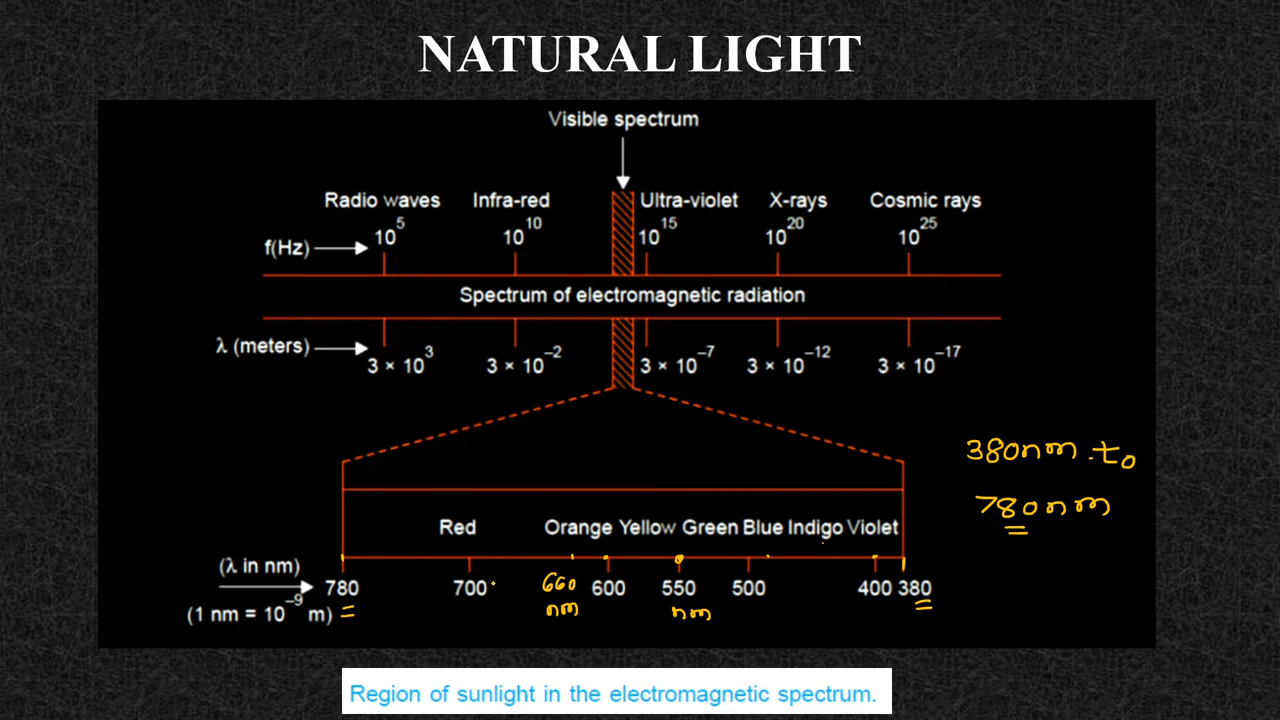 NATURAL LIGHT
Visible spectrum
Radio waves Infra-red Ultra-violet X-rays Cosmic rays
f(Hz) 10^5 10^10 10^15 10^20 10^25
Spectrum of electromagnetic radiation
λ (meters) 3 × 10^3 3 × 10^-2 3 × 10^-7 3 × 10^-12 3 × 10^-17
380nm to
780nm
Red Orange Yellow Green Blue Indigo Violet
(λ in nm) 780 700 660 600 550 500 400 380
(1 nm = 10^-9 m) nm nm
Region of sunlight in the electromagnetic spectrum.